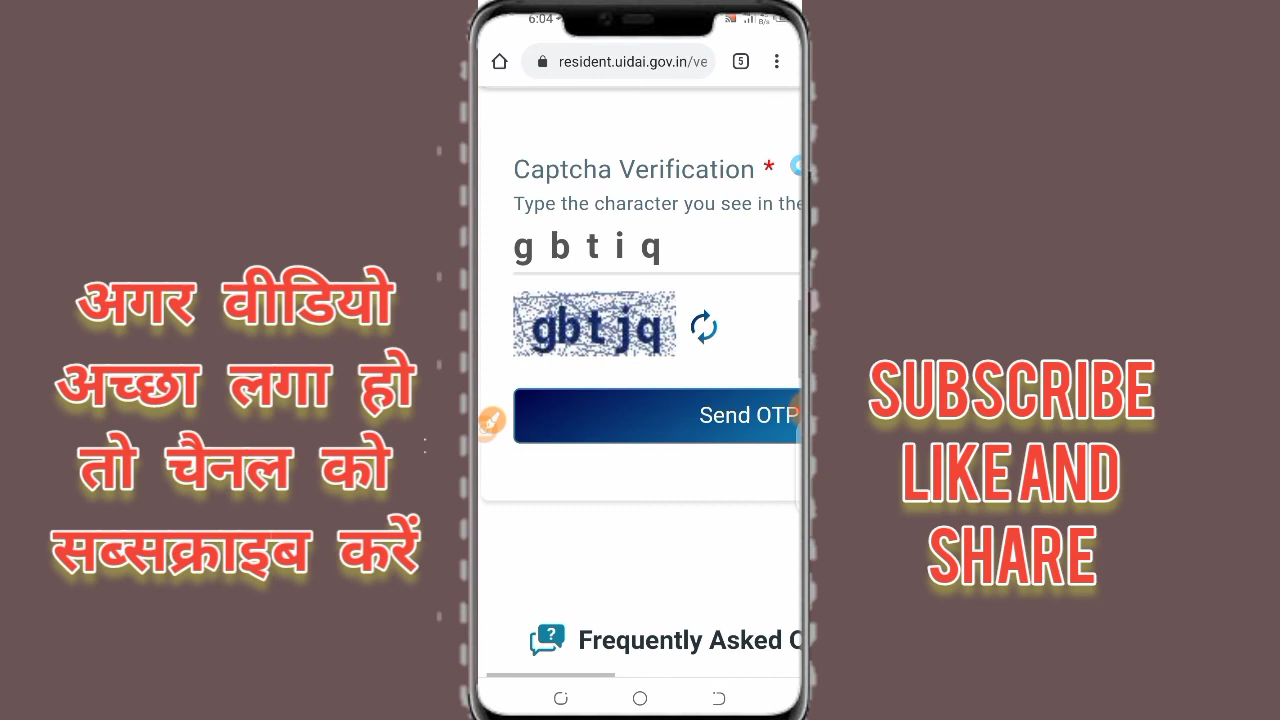 6:04
resident.uidai.gov.in/ve
5
Captcha Verification *
Type the character you see in the
g b t i q
gbtjq
Send OTP
Frequently Asked Q
अगर वीडियो
अच्छा लगा हो
तो चैनल को
सब्सक्राइब करें
SUBSCRIBE
LIKE AND
SHARE